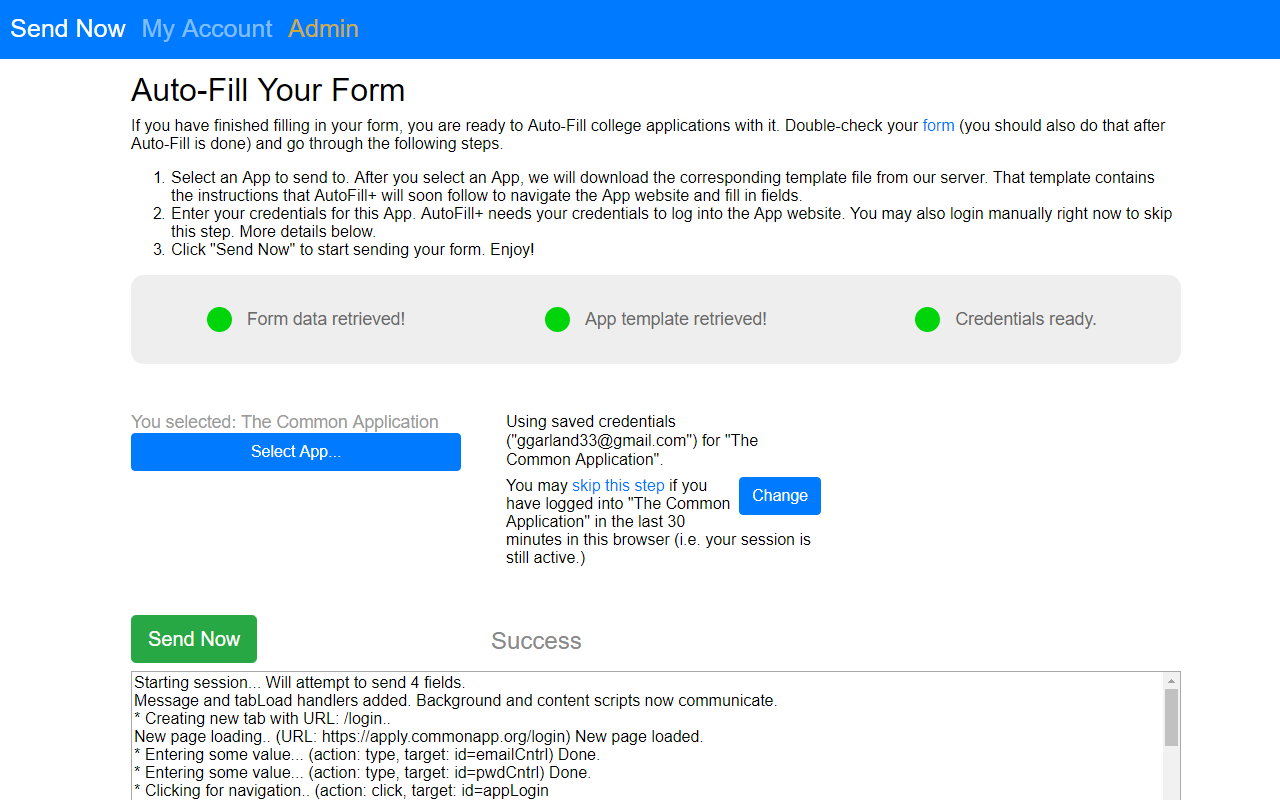 Send Now My Account Admin
Auto-Fill Your Form
If you have finished filling in your form, you are ready to Auto-Fill college applications with it. Double-check your form (you should also do that after
Auto-Fill is done) and go through the following steps.
1. Select an App to send to. After you select an App, we will download the corresponding template file from our server. That template contains
the instructions that AutoFill+ will soon follow to navigate the App website and fill in fields.
2. Enter your credentials for this App. AutoFill+ needs your credentials to log into the App website. You may also login manually right now to skip
this step. More details below.
3. Click "Send Now" to start sending your form. Enjoy!
Form data retrieved! App template retrieved! Credentials ready.
You selected: The Common Application
Select App...
Using saved credentials
("ggarland33@gmail.com") for "The
Common Application".
You may skip this step if you
have logged into "The Common
Application" in the last 30
minutes in this browser (i.e. your session is
still active.)
Change
Send Now
Success
Starting session... Will attempt to send 4 fields.
Message and tabLoad handlers added. Background and content scripts now communicate.
* Creating new tab with URL: /login..
New page loading.. (URL: https://apply.commonapp.org/login) New page loaded.
* Entering some value... (action: type, target: id=emailCntrl) Done.
* Entering some value... (action: type, target: id=pwdCntrl) Done.
* Clicking for navigation.. (action: click, target: id=appLogin